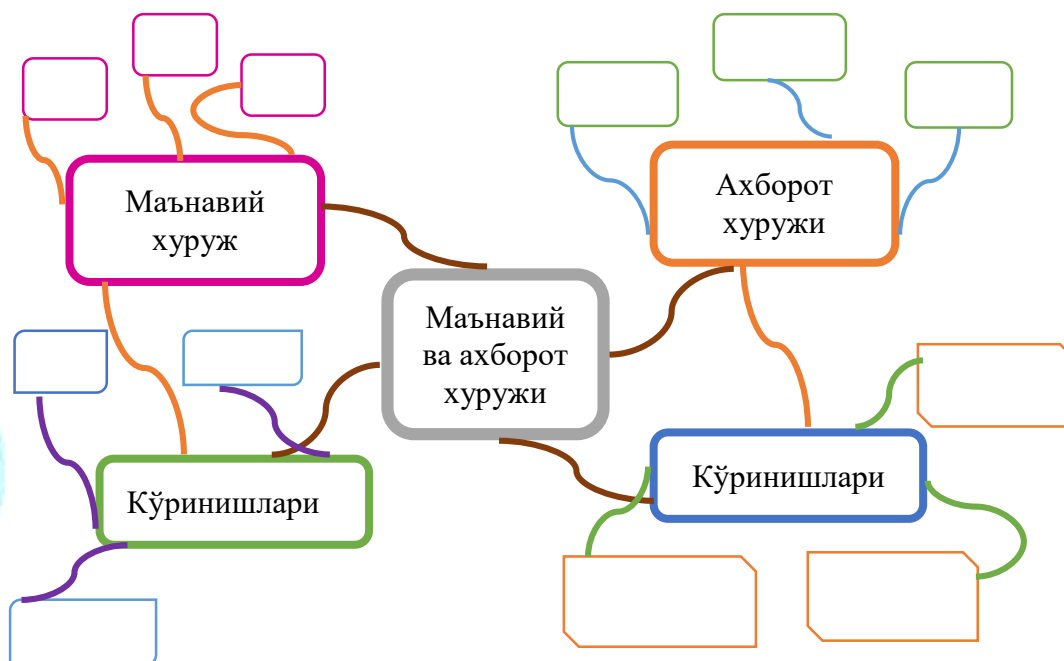 Маънавий
хуруж
Ахборот
хуружи
Маънавий
ва ахборот
хуружи
Кўринишлари
Кўринишлари